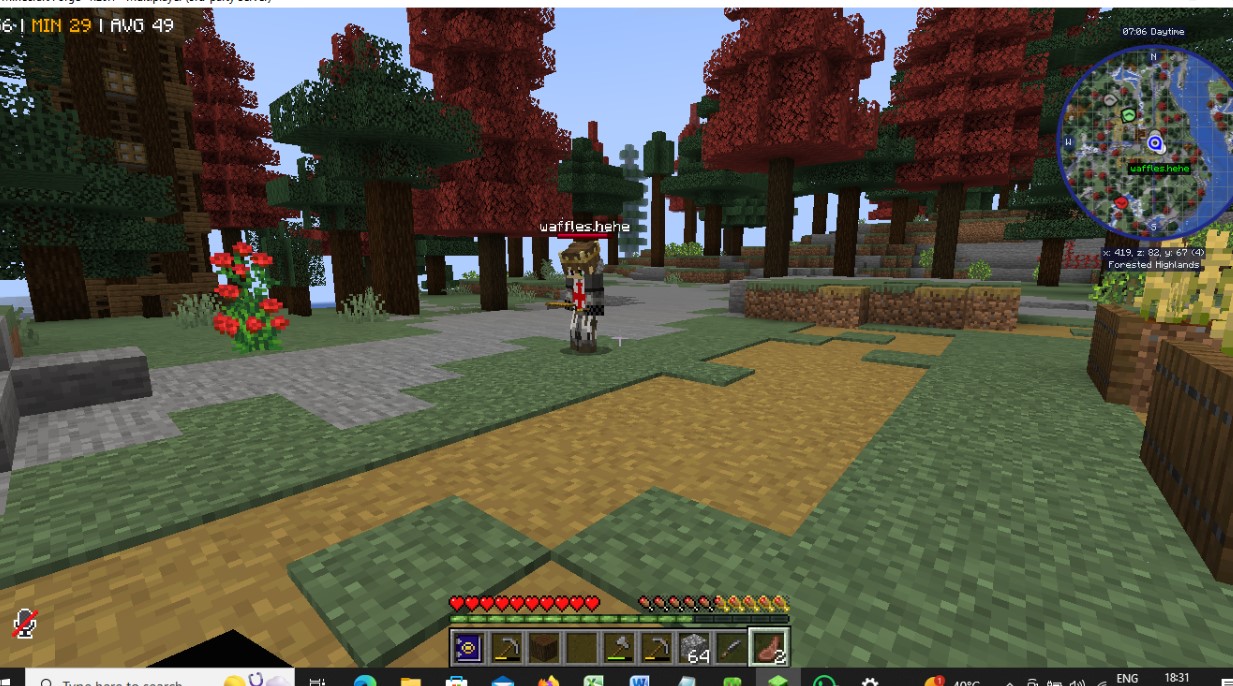 MIN 29 | AVG 49
07:06 Daytime
N
W
waffles.hehe
S
x: 419, z: 82, y: 67 (4)
Forested Highlands
waffles.hehe
64
2
Type here to search
ENG
18:31